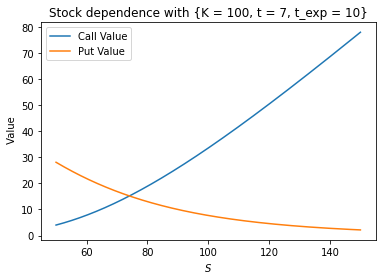 Stock dependence with {K = 100, t = 7, t_exp = 10}
Call Value
Put Value
Value
80
70
60
50
40
30
20
10
0
60
80
100
120
140
S